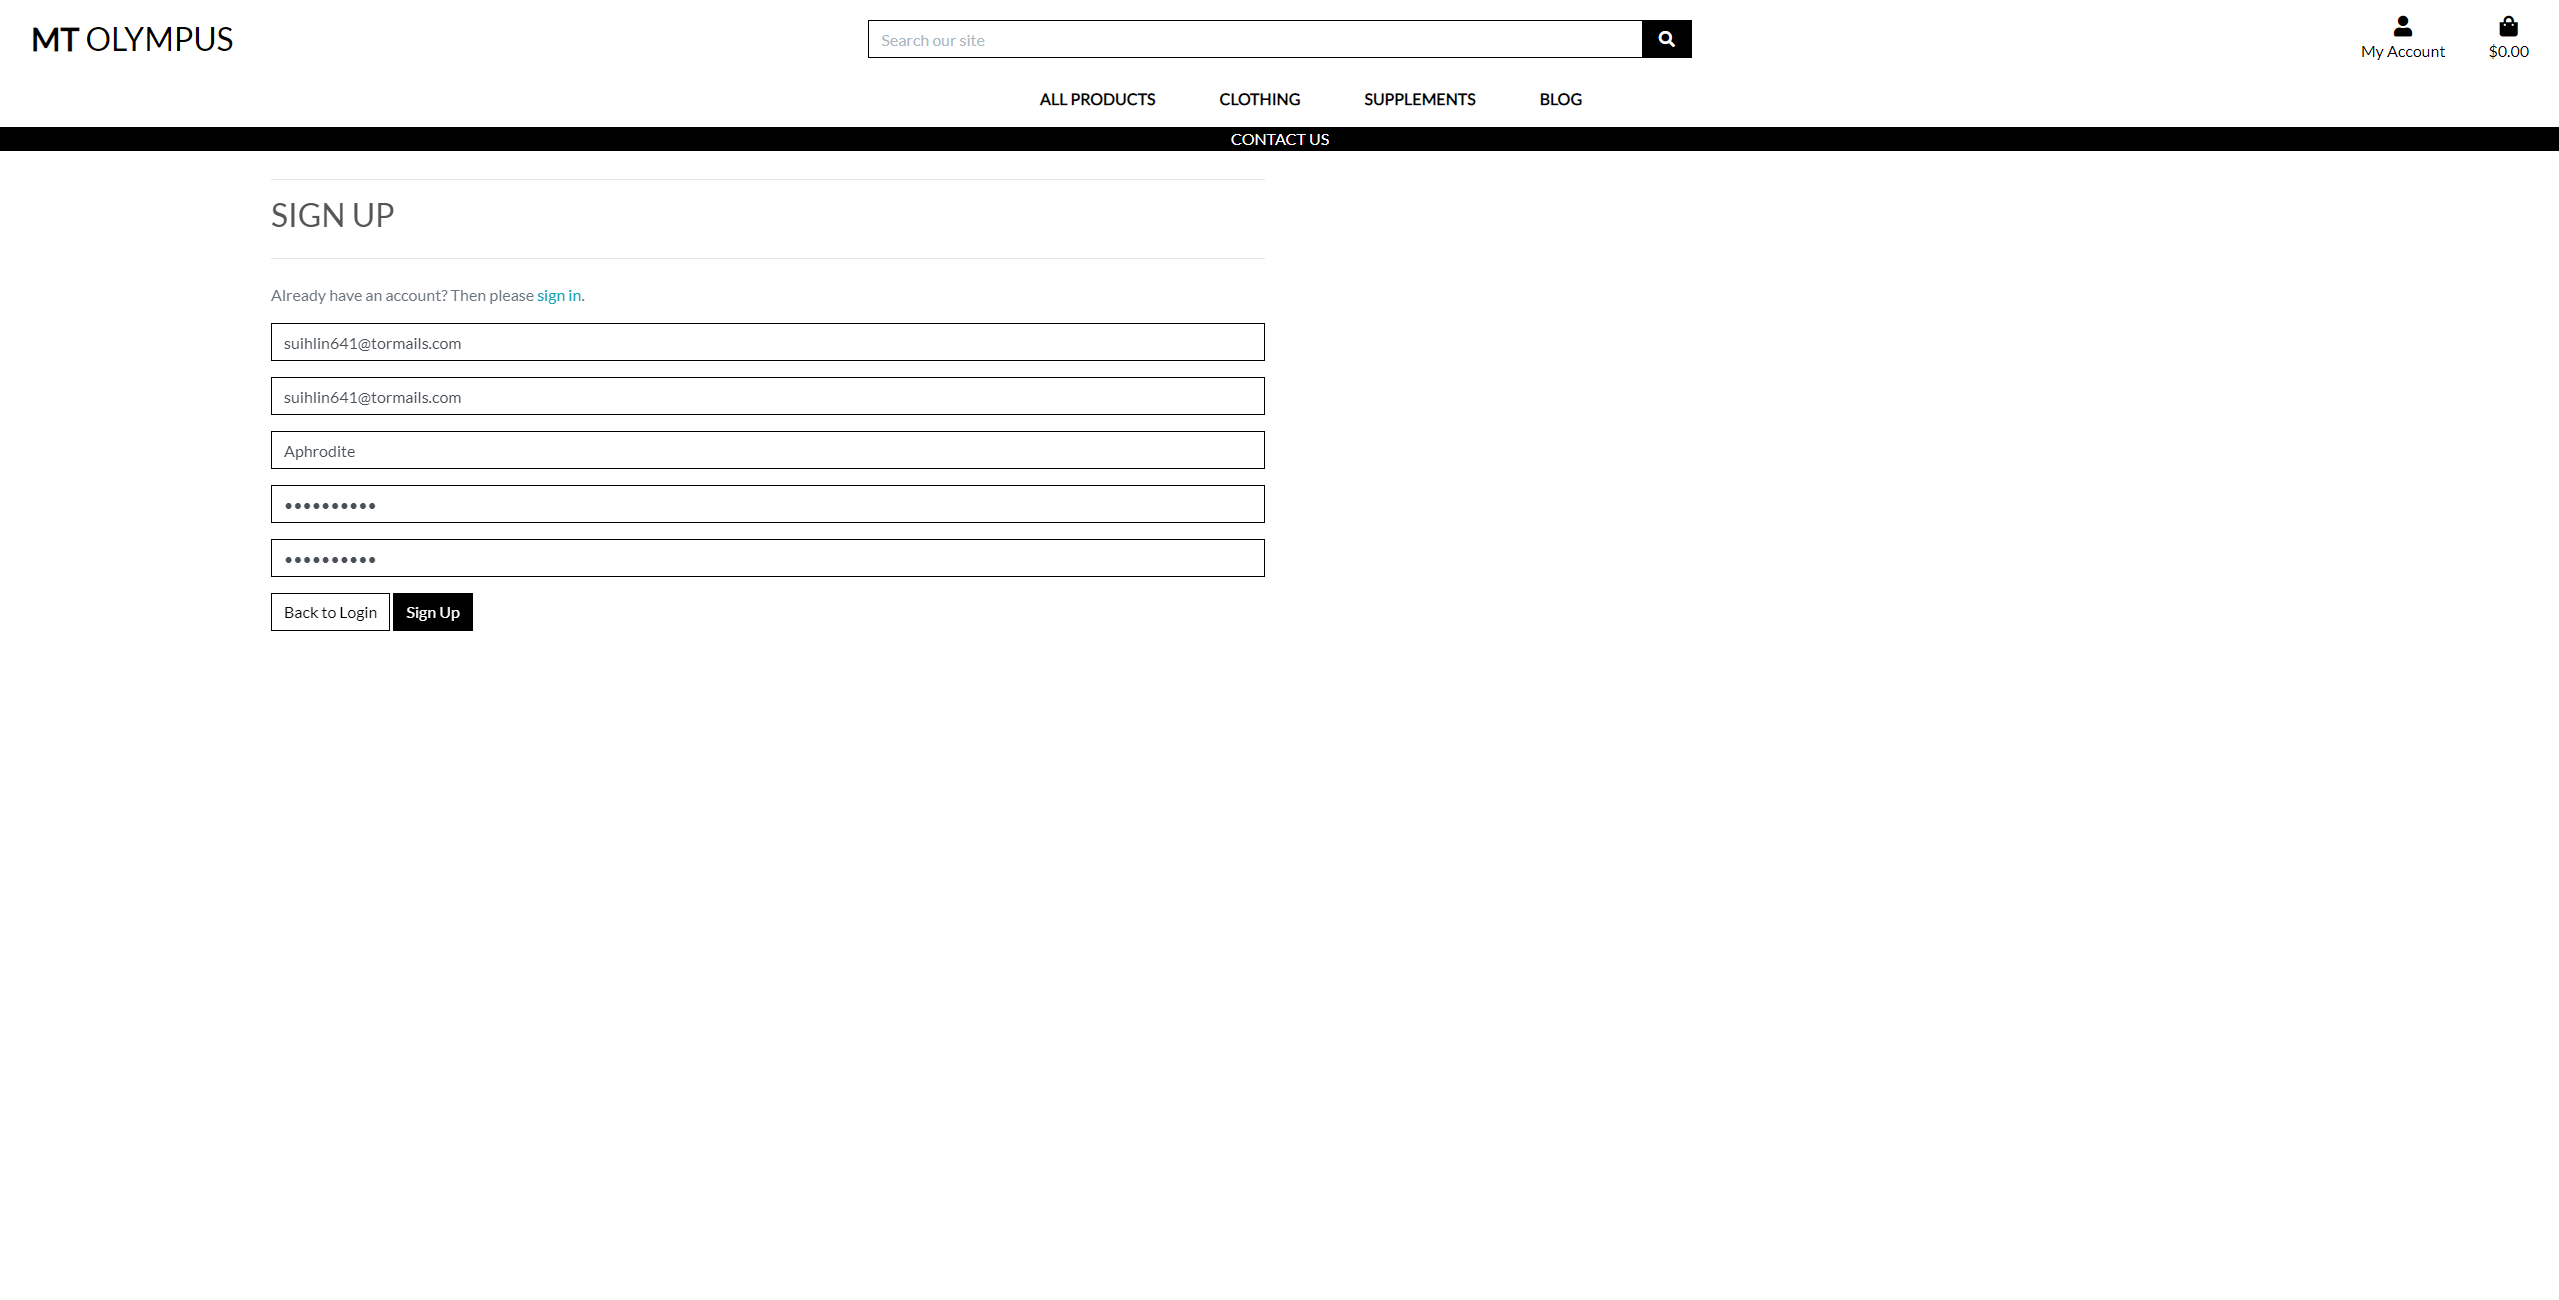 MT OLYMPUS
Search our site
My Account
$0.00
ALL PRODUCTS
CLOTHING
SUPPLEMENTS
BLOG
CONTACT US
SIGN UP
Already have an account? Then please sign in.
suihlin641@tormails.com
suihlin641@tormails.com
Aphrodite
••••••••••
••••••••••
Back to Login
Sign Up